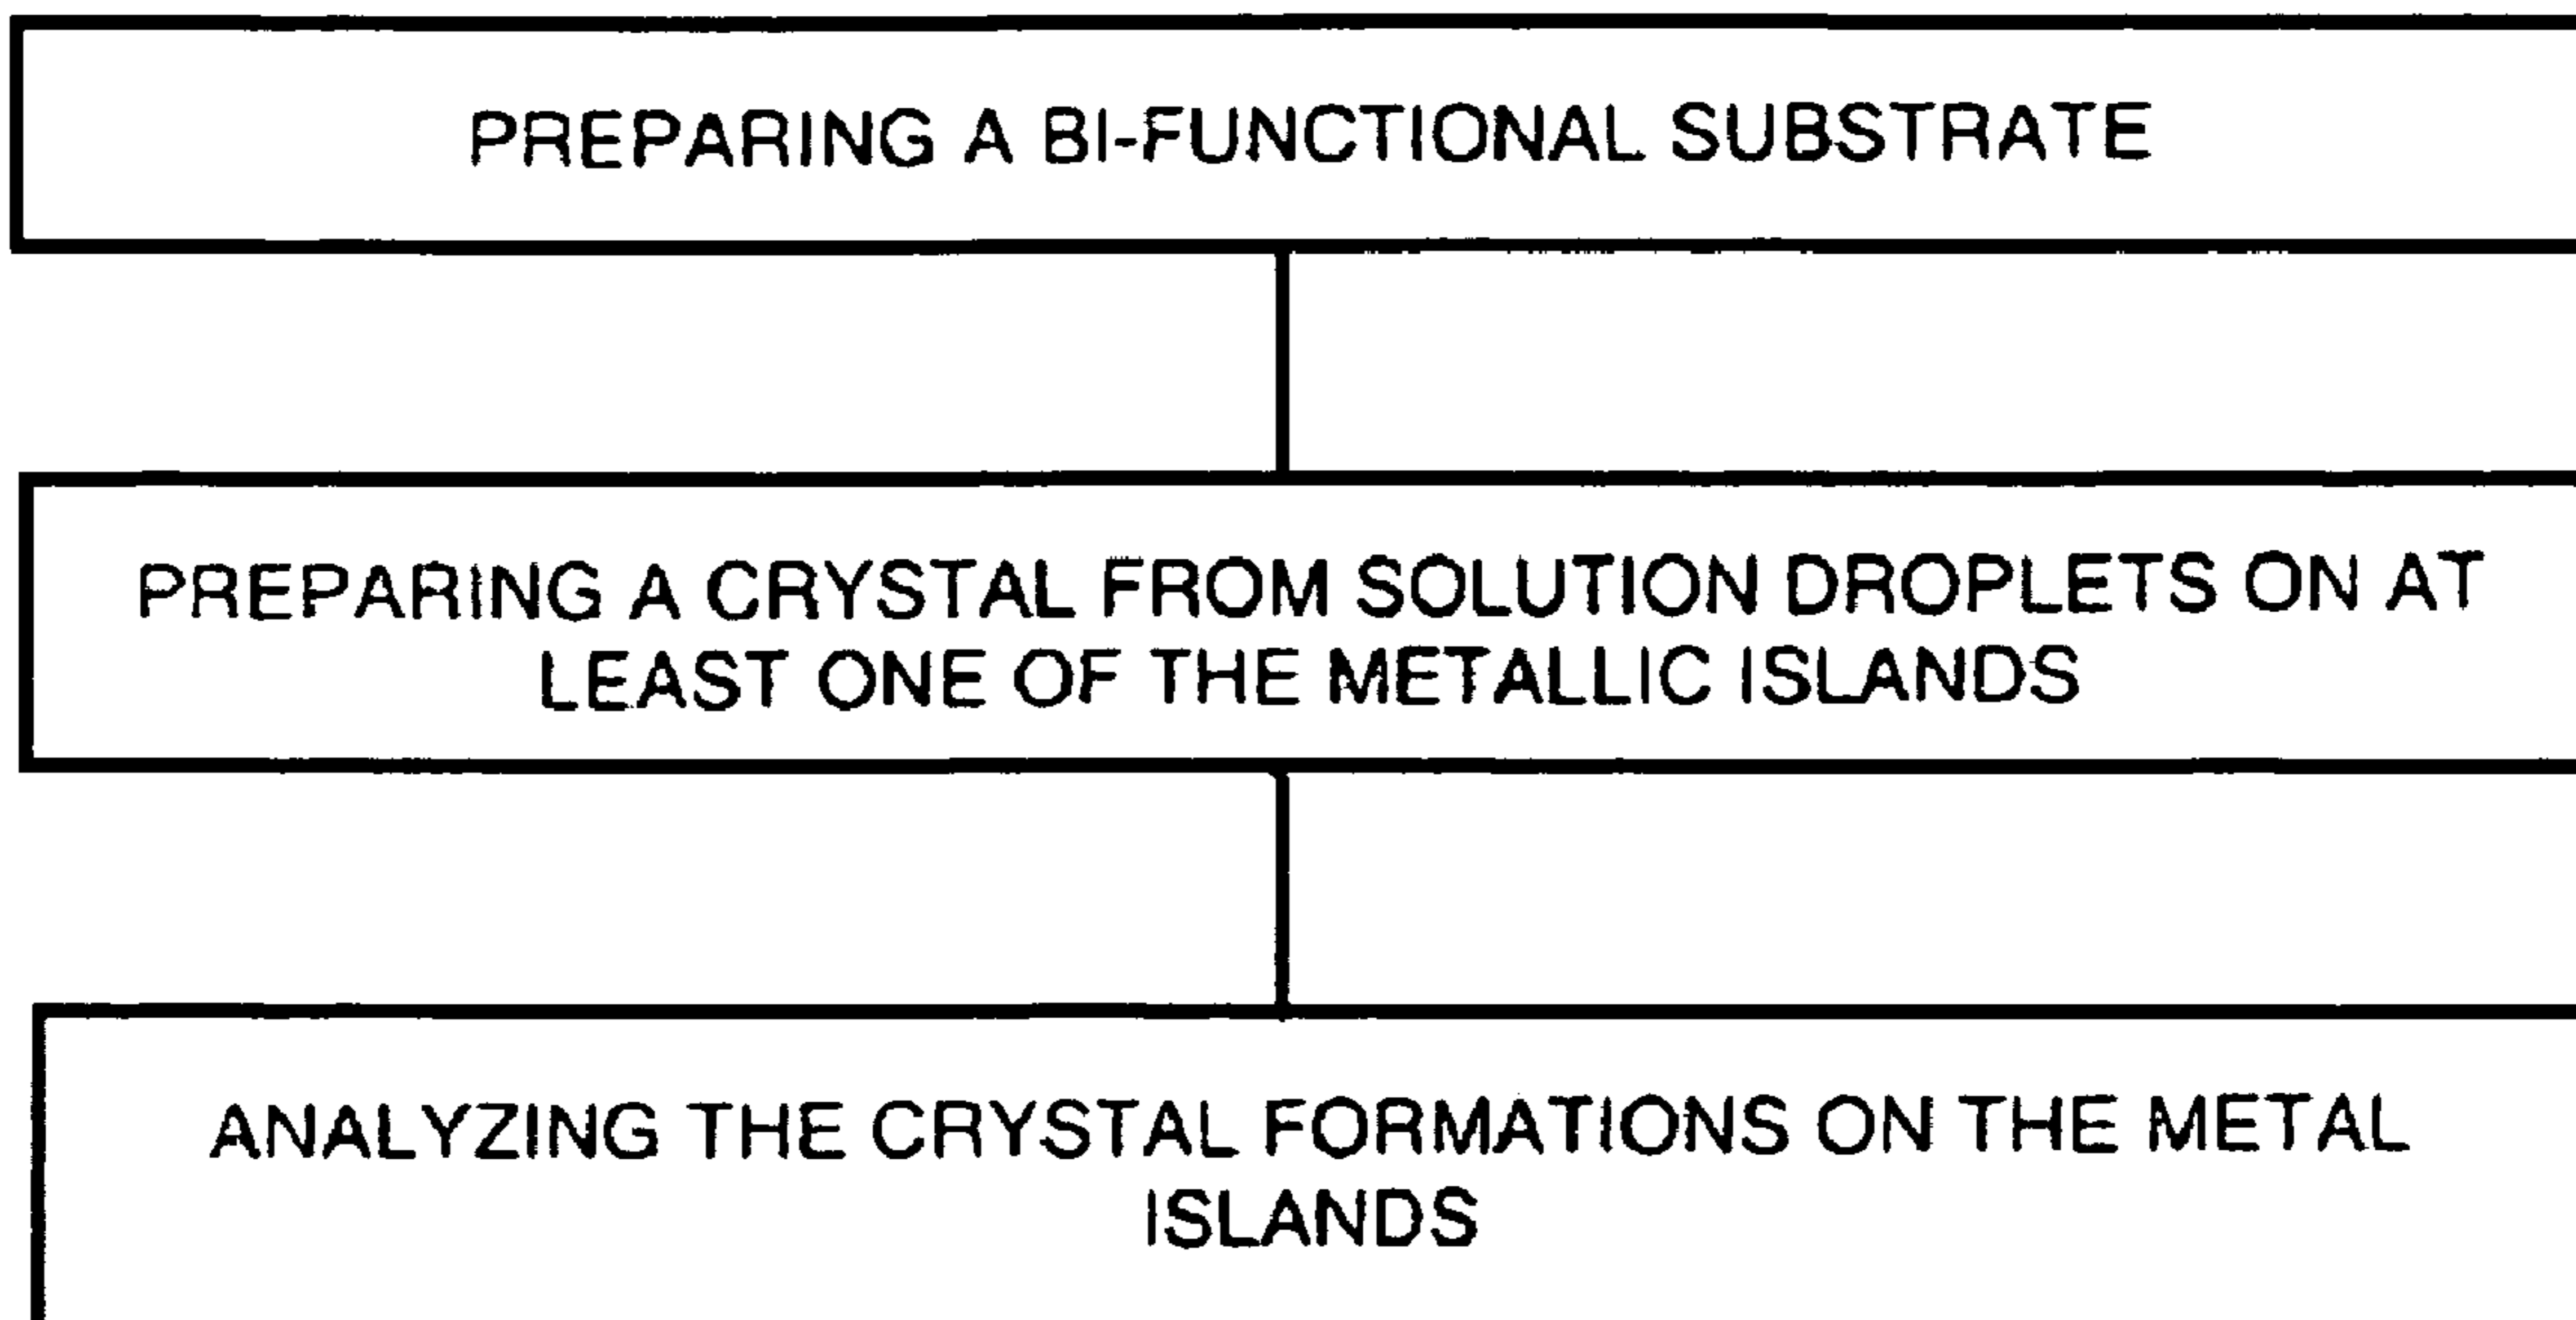 PREPARING A BI-FUNCTIONAL SUBSTRATE
PREPARING A CRYSTAL FROM SOLUTION DROPLETS ON AT
LEAST ONE OF THE METALLIC ISLANDS
ANALYZING THE CRYSTAL FORMATIONS ON THE METAL
ISLANDS